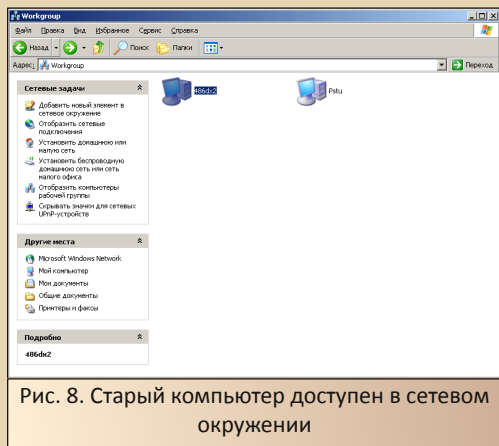 Workgroup
Файл Правка Вид Избранное Сервис Справка
Назад Поиск Папки
Адрес: Workgroup Переход
Сетевые задачи
Добавить новый элемент в
сетевое окружение
Отобразить сетевые
подключения
Установить домашнюю или
малую сеть
Установить беспроводную
домашнюю сеть или сеть
малого офиса
Отобразить компьютеры
рабочей группы
Скрывать значки для сетевых
UPnP-устройств
486dx2
Pstu
Другие места
Microsoft Windows Network
Мой компьютер
Мои документы
Общие документы
Принтеры и факсы
Подробно
486dx2
Рис. 8. Старый компьютер доступен в сетевом
окружении